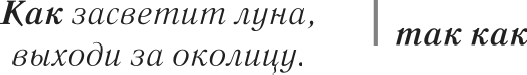 Как засветит луна,
выходи за околицу.
так как